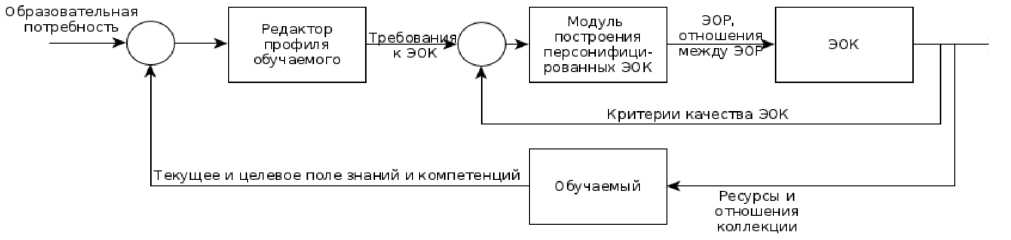 Образовательная
потребность
Редактор
профиля
обучаемого
Требования
к ЭОК
Модуль
построения
персонифици-
рованных ЭОК
ЭОР,
отношения
между ЭОР
ЭОК
Критерии качества ЭОК
Текущее и целевое поле знаний и компетенций
Обучаемый
Ресурсы и
отношения
коллекции